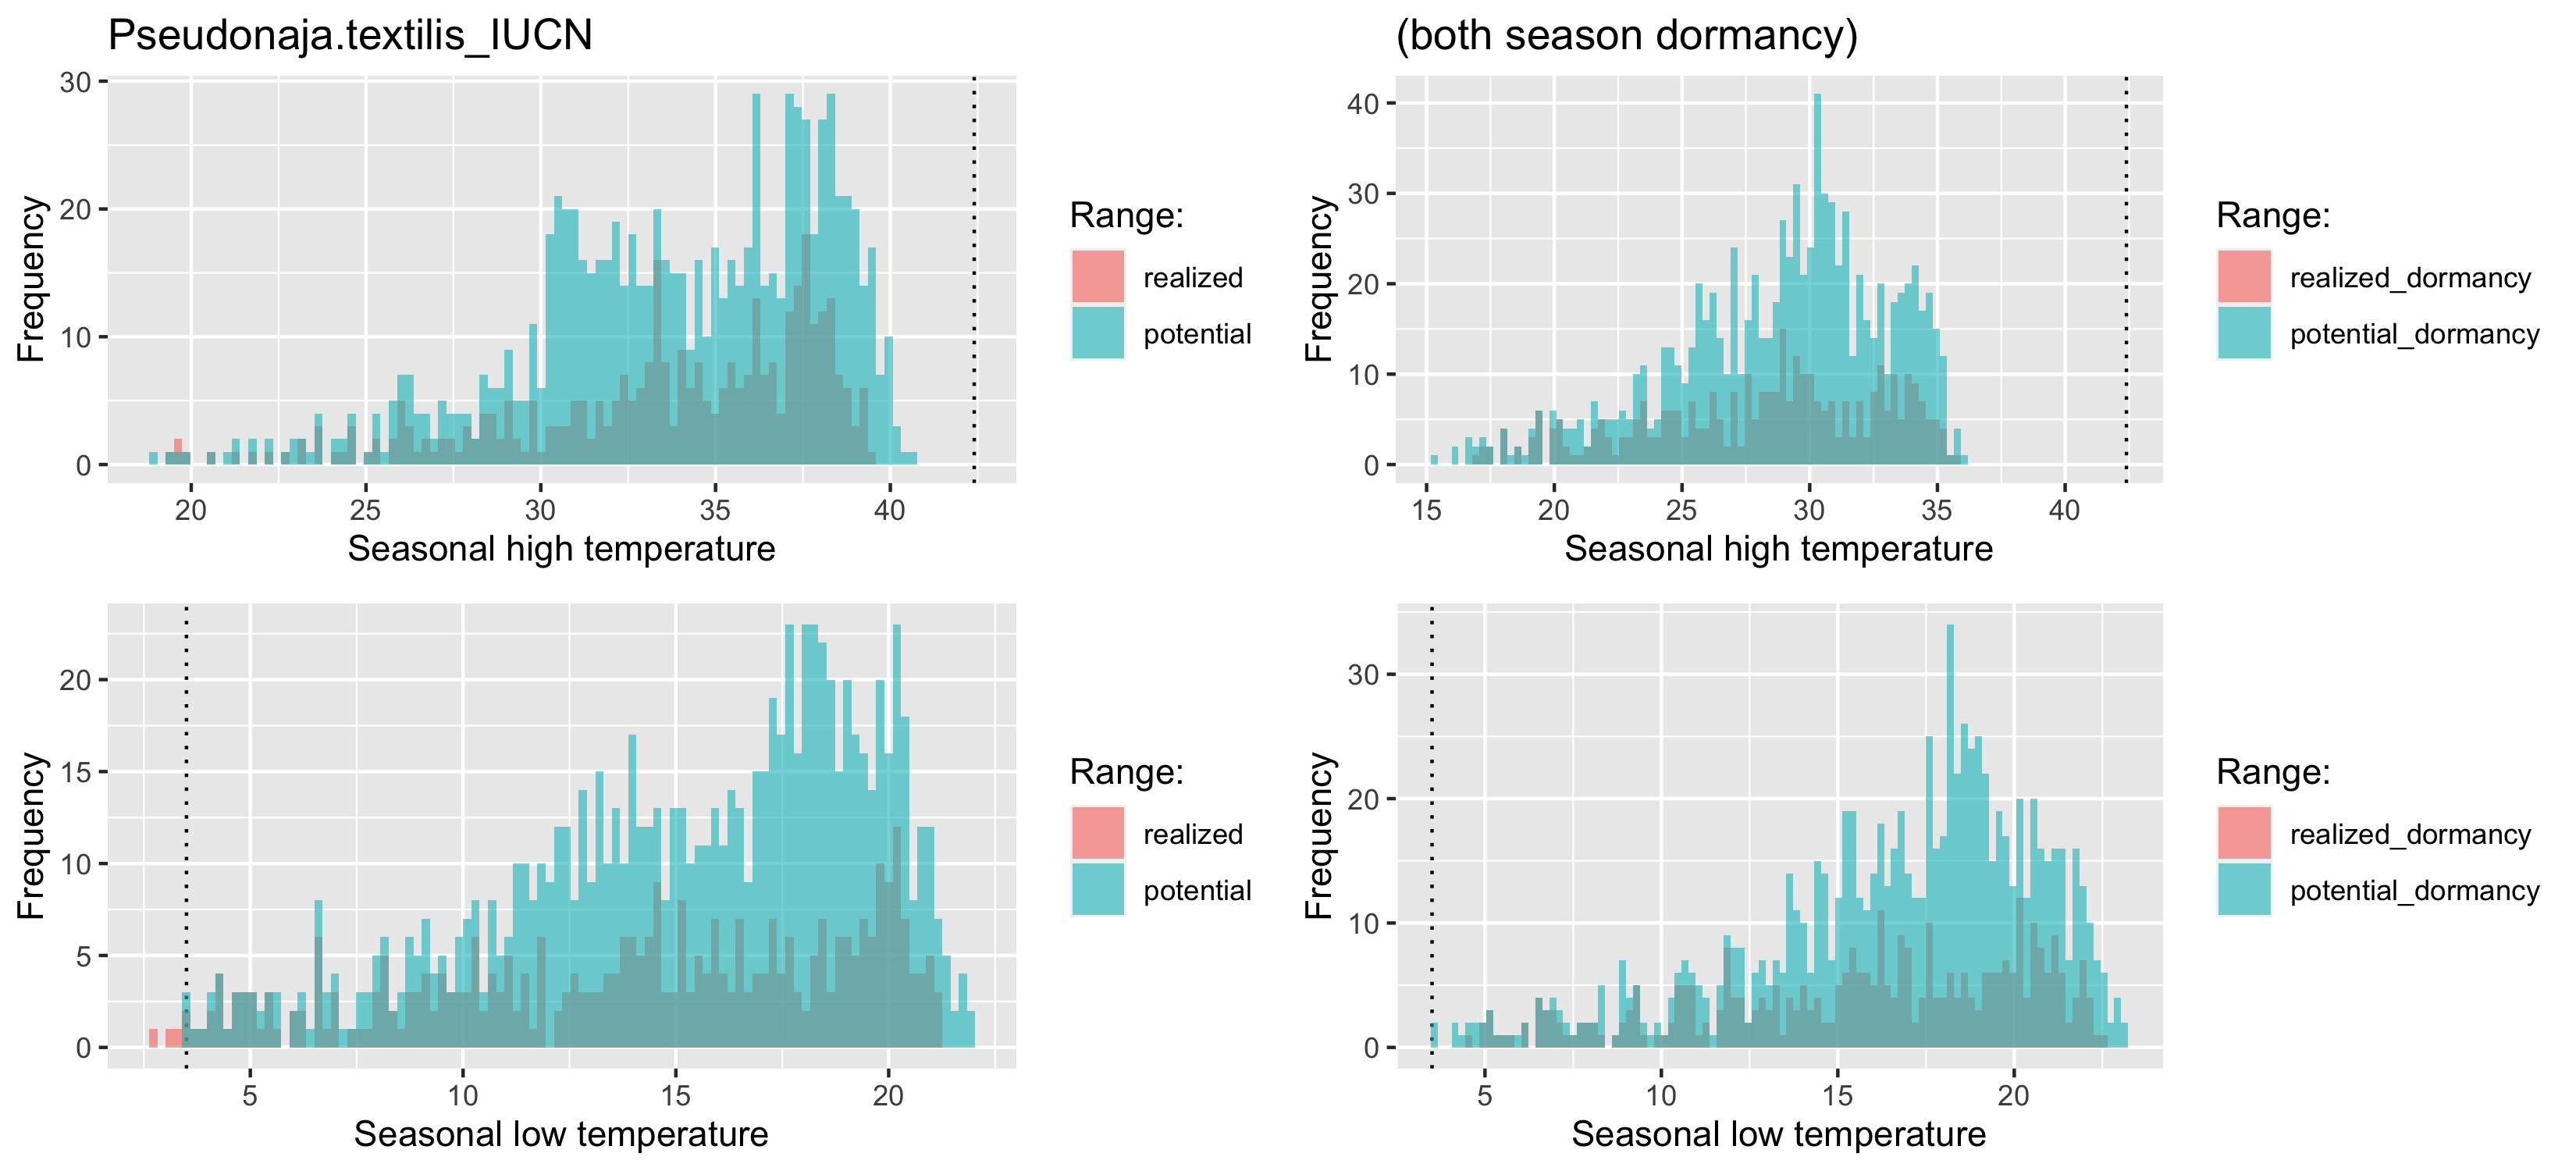 Pseudonaja.textilis_IUCN
(both season dormancy)
30
20
10
0
Frequency
20 25 30 35 40
Seasonal high temperature
Range:
realized
potential
40
30
20
10
0
Frequency
15 20 25 30 35 40
Seasonal high temperature
Range:
realized_dormancy
potential_dormancy
20
15
10
5
0
Frequency
5 10 15 20
Seasonal low temperature
Range:
realized
potential
30
20
10
0
Frequency
5 10 15 20
Seasonal low temperature
Range:
realized_dormancy
potential_dormancy